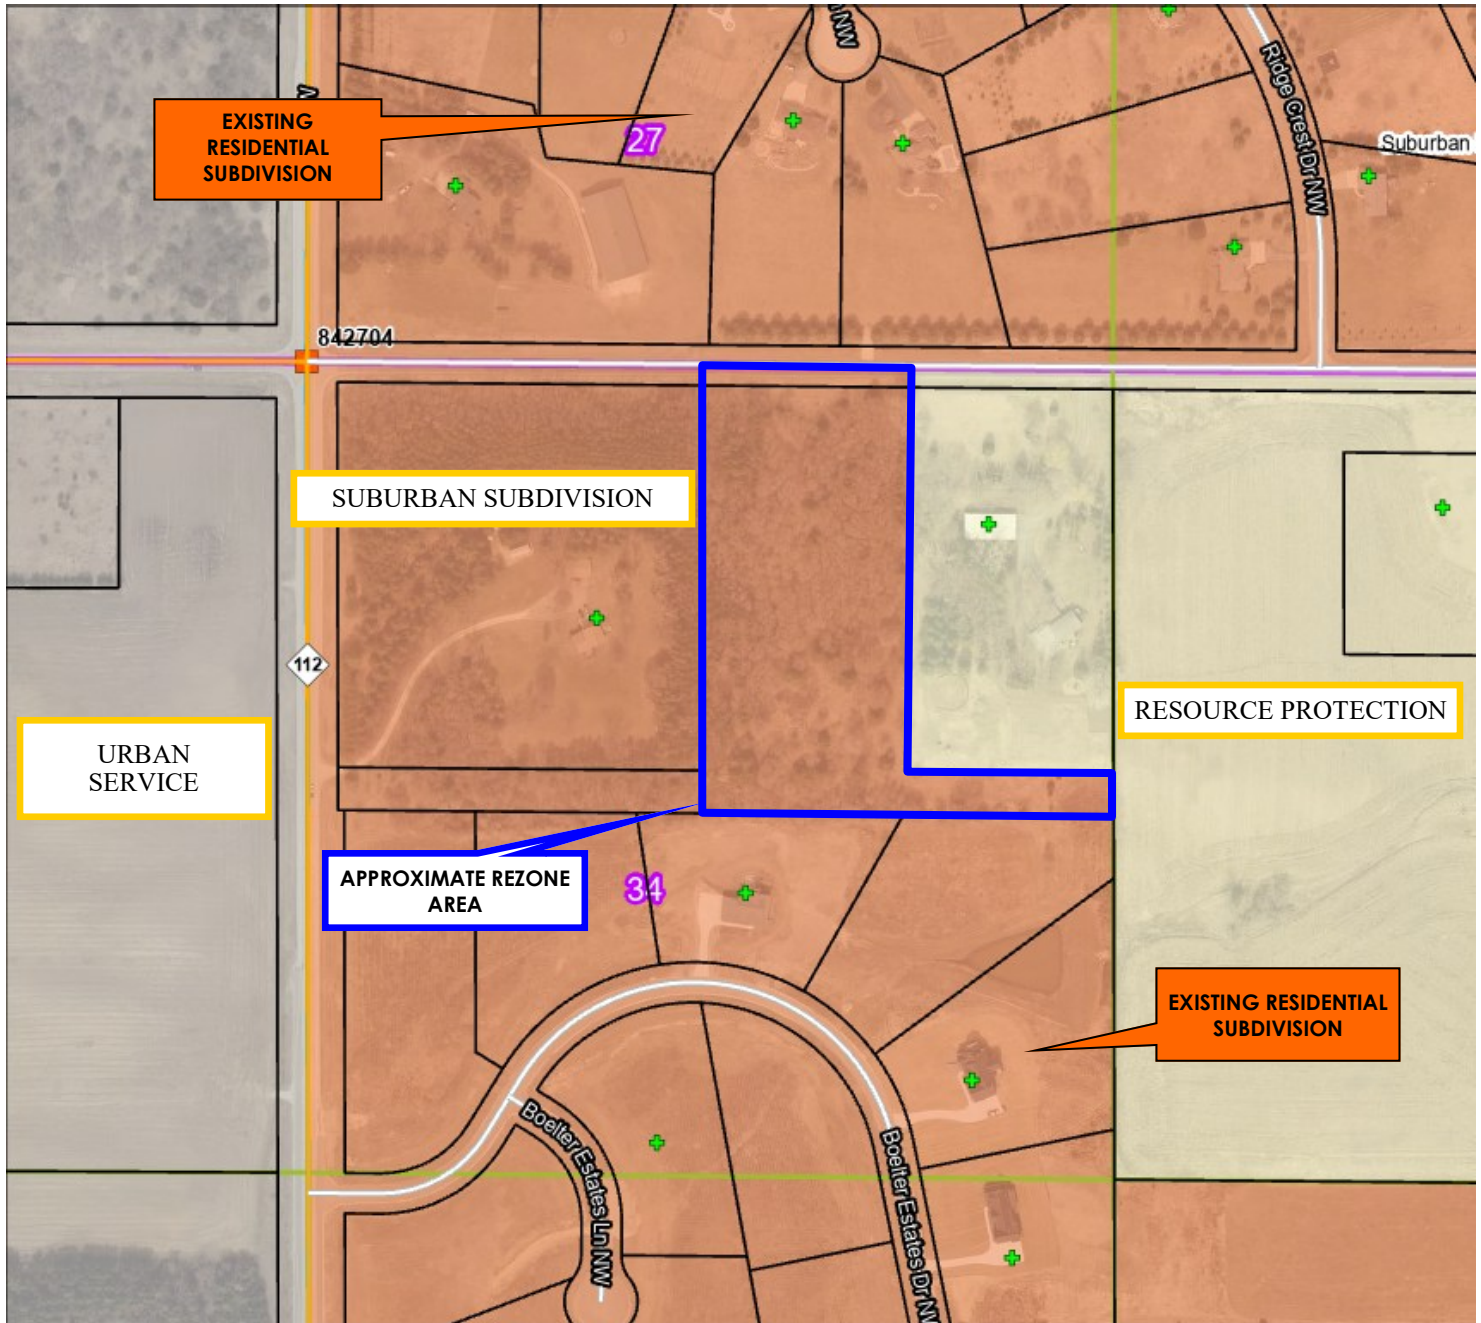 NW
Ridge Crest Dr NW
EXISTING
RESIDENTIAL
SUBDIVISION
27
Suburban
842704
SUBURBAN SUBDIVISION
112
RESOURCE PROTECTION
URBAN
SERVICE
APPROXIMATE REZONE
AREA
34
EXISTING RESIDENTIAL
SUBDIVISION
Boelter Estates Ln NW
Boelter Estates Dr NW